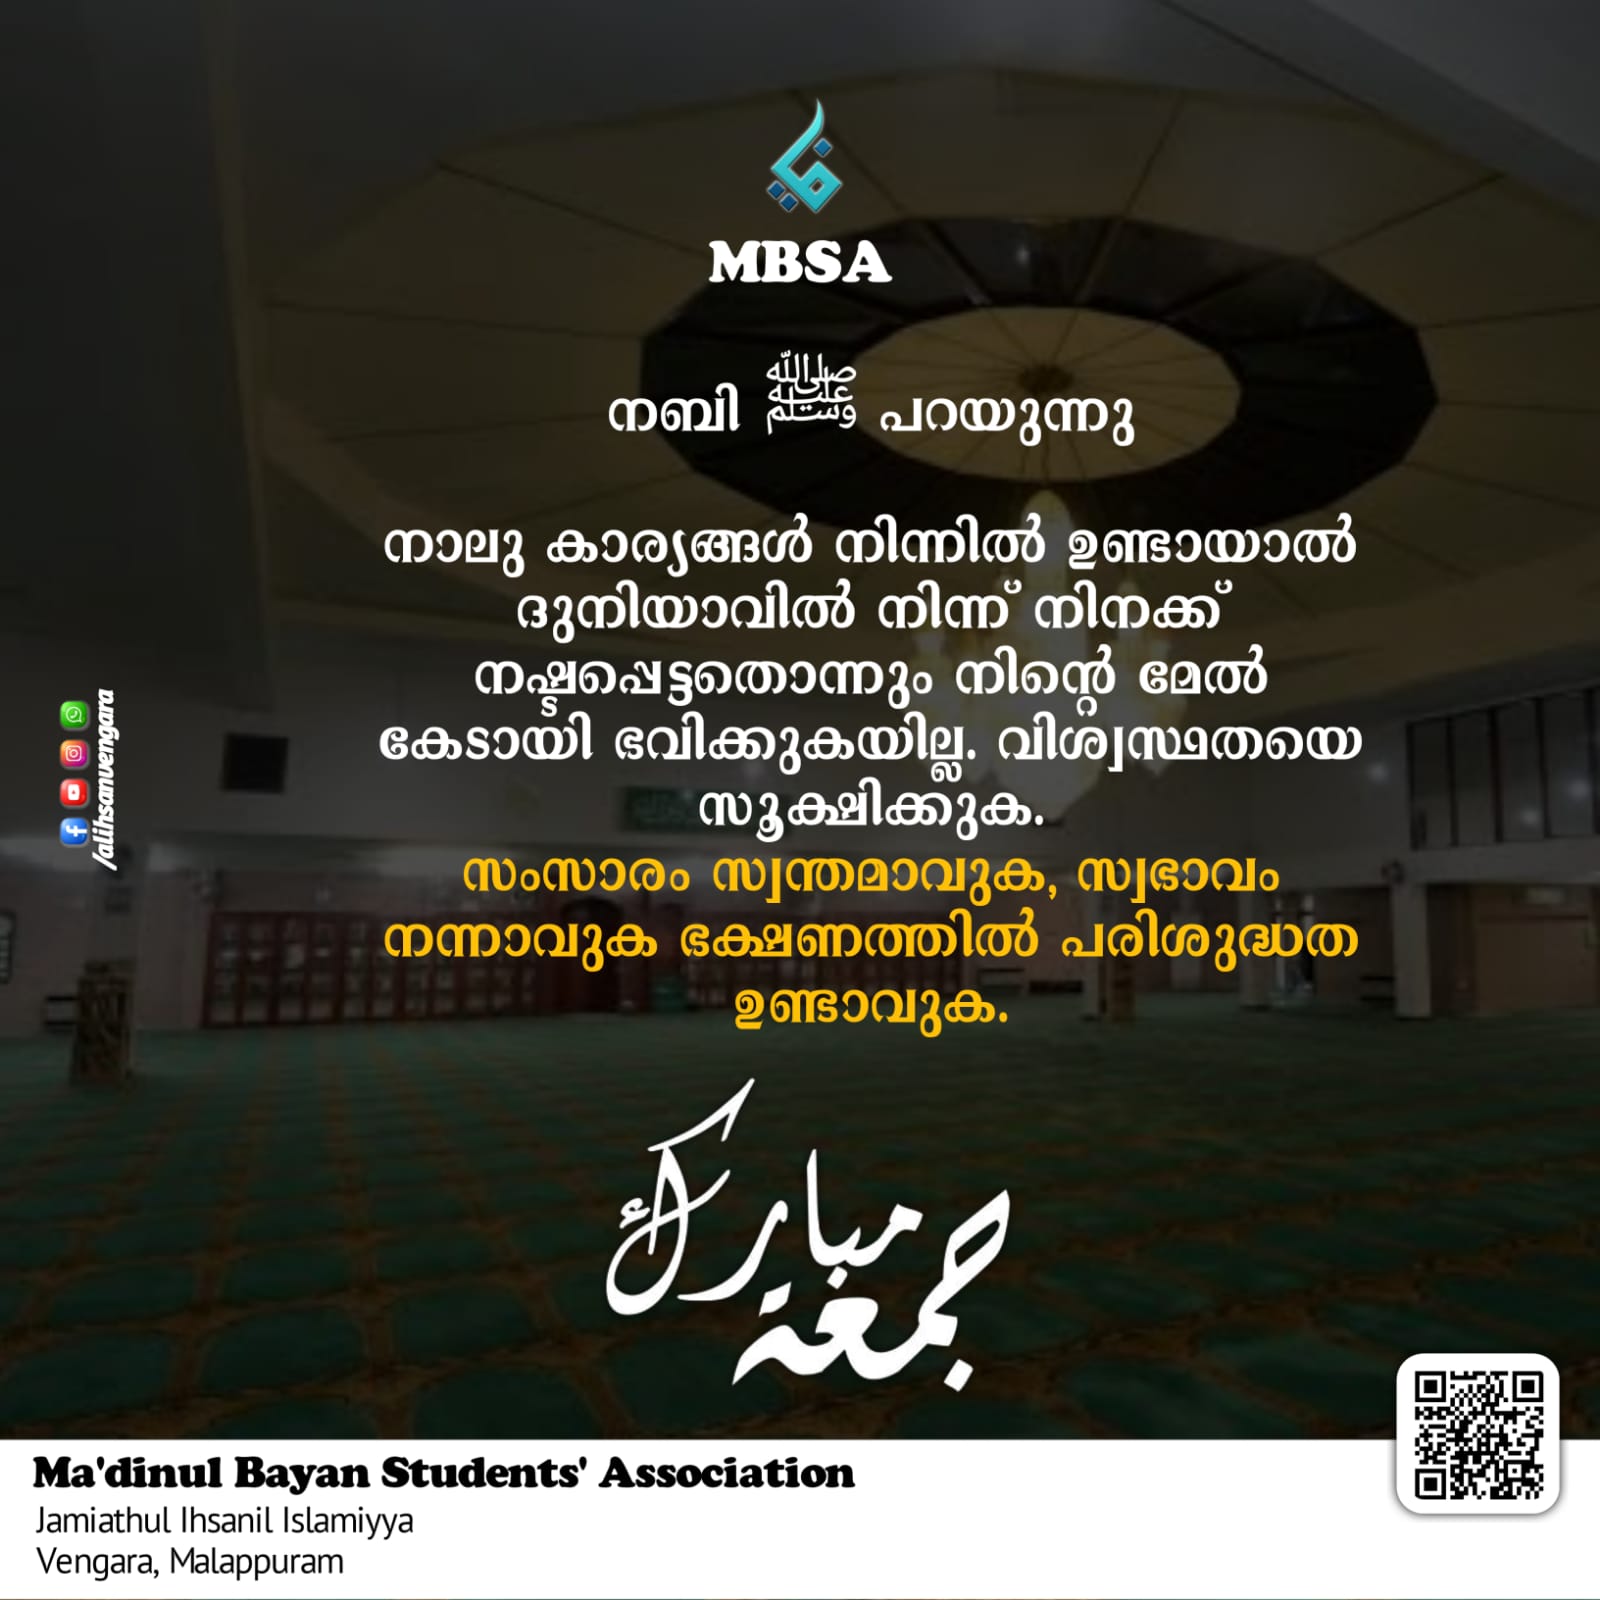 MBSA
നബി ﷺ പറയുന്നു
നാലു കാര്യങ്ങൾ നിന്നിൽ ഉണ്ടായാൽ
ദുനിയാവിൽ നിന്ന് നിനക്ക്
നഷ്ടപ്പെട്ടതൊന്നും നിന്റെ മേൽ
കേടായി ഭവിക്കുകയില്ല. വിശ്വസ്ഥതയെ
സൂക്ഷിക്കുക.
സംസാരം സ്വന്തമാവുക, സ്വഭാവം
നന്നാവുക ഭക്ഷണത്തിൽ പരിശുദ്ധത
ഉണ്ടാവുക.
جمعة مبارك
/alihsanvengara
Ma'dinul Bayan Students' Association
Jamiathul Ihsanil Islamiyya
Vengara, Malappuram